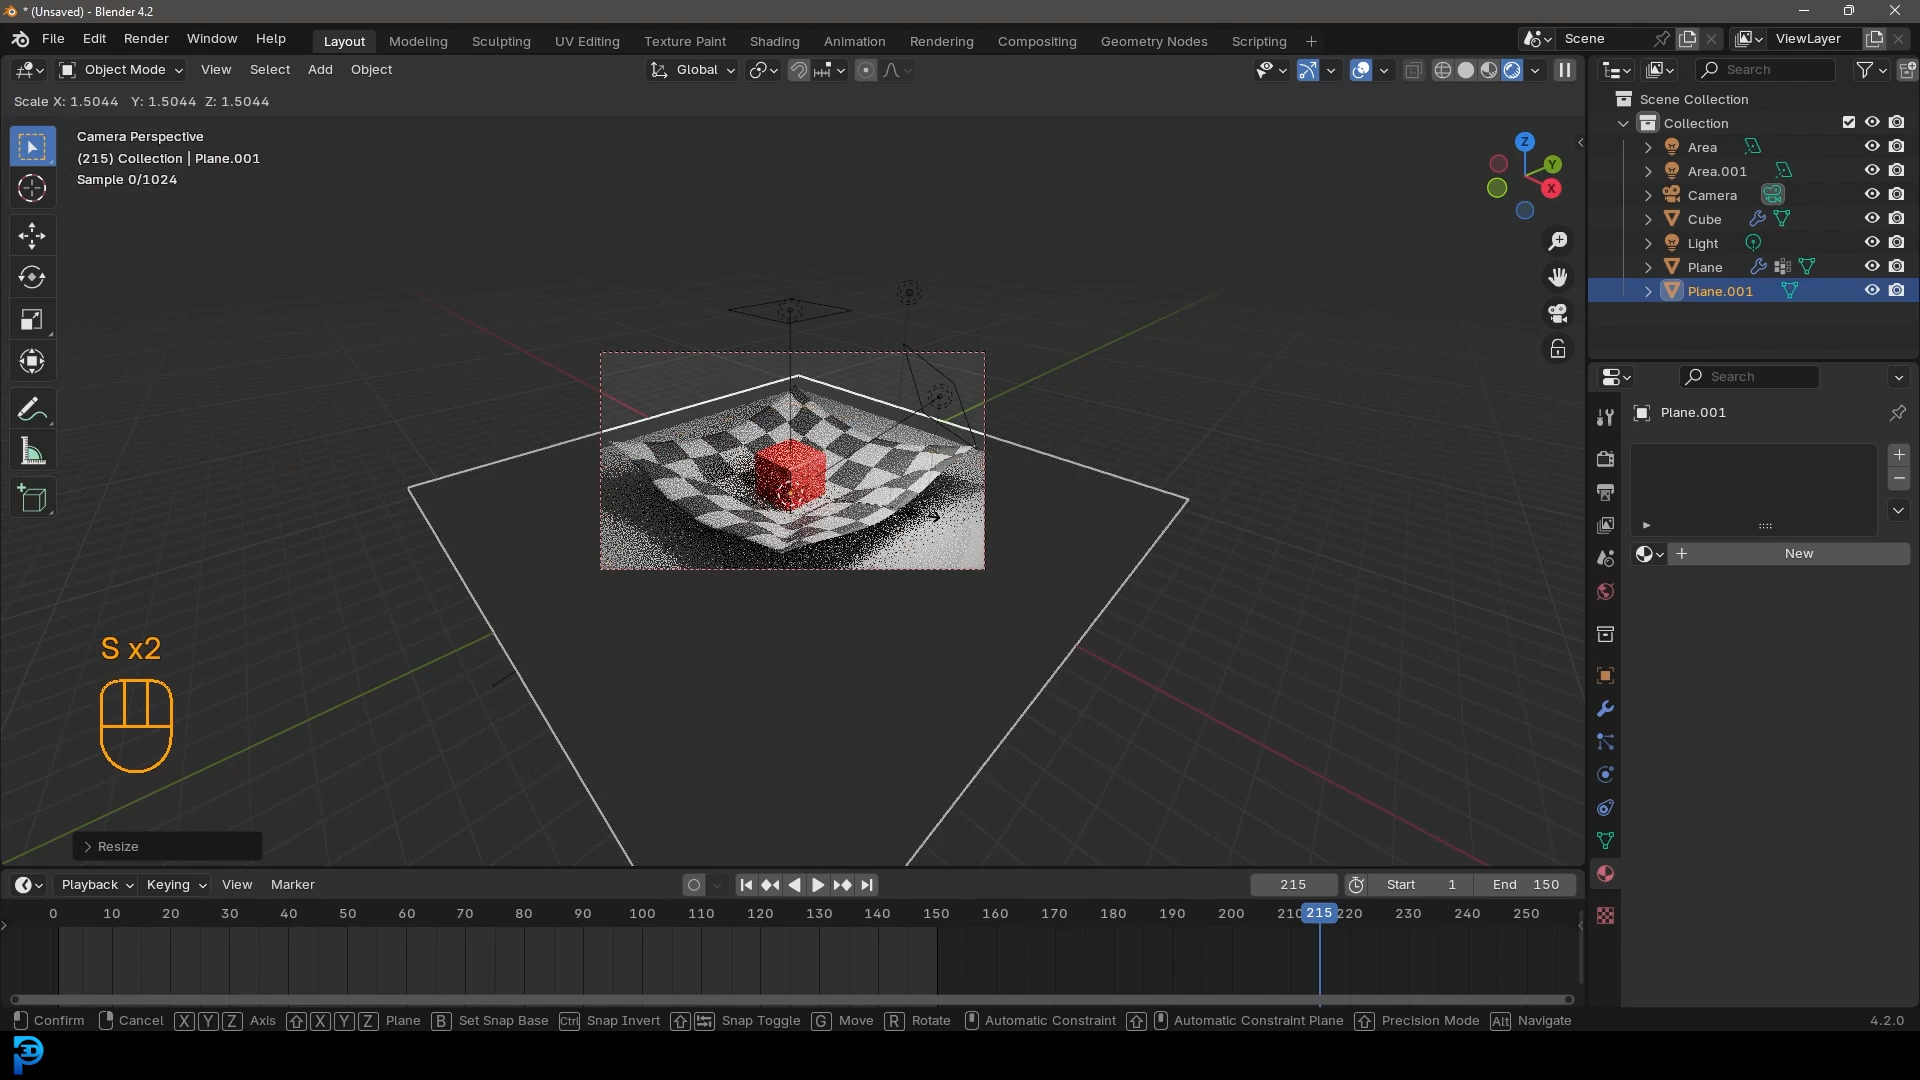 * (Unsaved) - Blender 4.2
File Edit Render Window Help
Layout Modeling Sculpting UV Editing Texture Paint Shading Animation Rendering Compositing Geometry Nodes Scripting +
Scene
ViewLayer
Object Mode View Select Add Object
Global
Search
Scale X: 1.5044 Y: 1.5044 Z: 1.5044
Camera Perspective
(215) Collection | Plane.001
Sample 0/1024
Z
Y
X
Scene Collection
Collection
Area
Area.001
Camera
Cube
Light
Plane
Plane.001
Search
Plane.001
+
−
+ New
S x2
> Resize
Playback Keying View Marker
215
Start 1
End 150
0 10 20 30 40 50 60 70 80 90 100 110 120 130 140 150 160 170 180 190 200 210 215 220 230 240 250
Confirm Cancel X Y Z Axis X Y Z Plane B Set Snap Base Ctrl Snap Invert Snap Toggle G Move R Rotate Automatic Constraint Automatic Constraint Plane Precision Mode Alt Navigate
4.2.0
3D